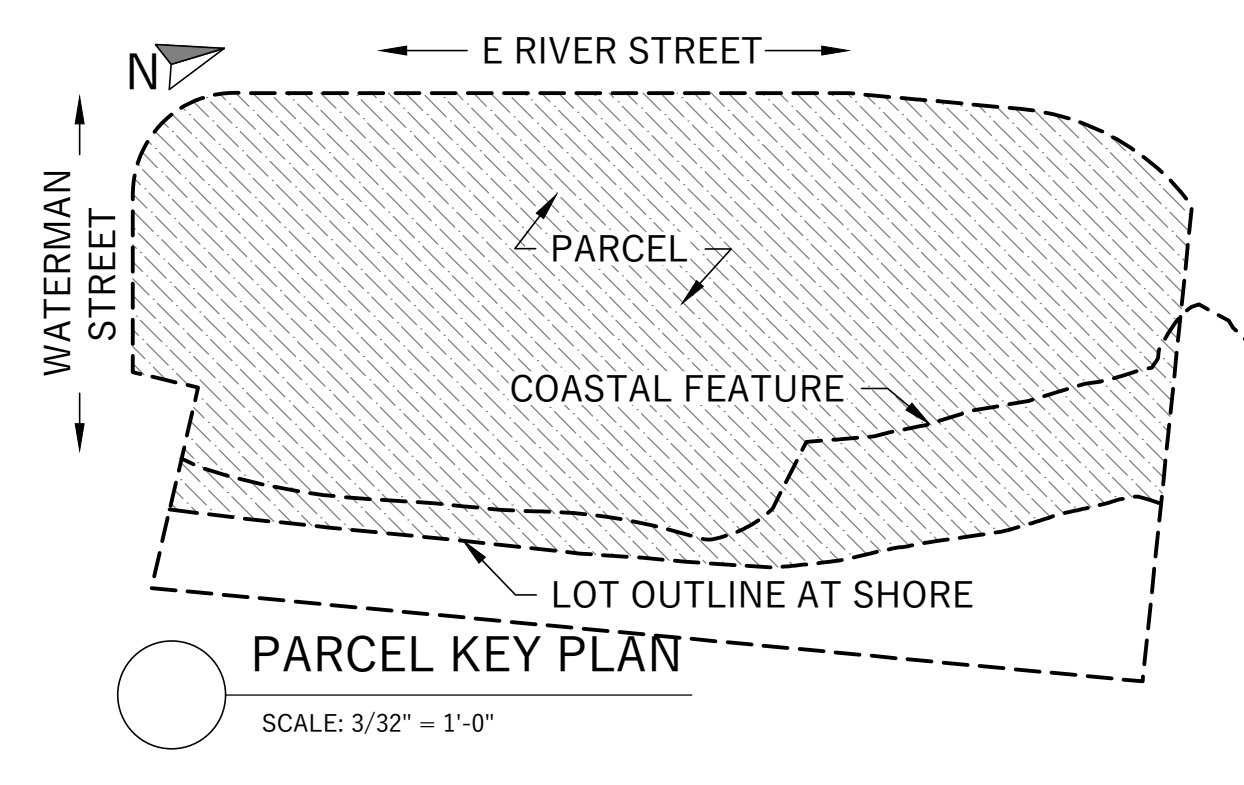 N
E RIVER STREET
WATERMAN
STREET
PARCEL
COASTAL FEATURE
LOT OUTLINE AT SHORE
PARCEL KEY PLAN
SCALE: 3/32" = 1'-0"